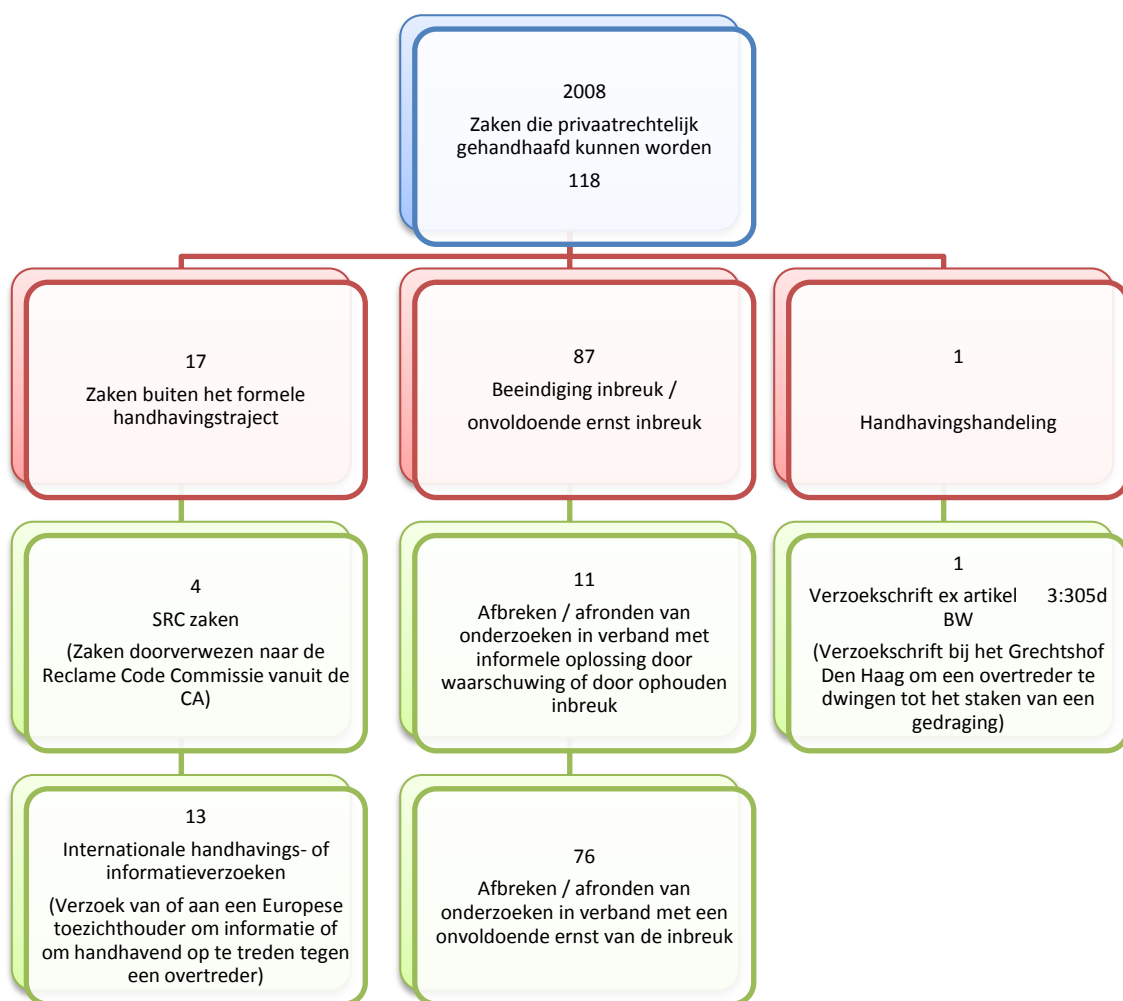 2008
Zaken die privaatrechtelijk
gehandhaafd kunnen worden
118
17
Zaken buiten het formele
handhavingstraject
87
Beeindiging inbreuk /
onvoldoende ernst inbreuk
1
Handhavingshandeling
4
SRC zaken
(Zaken doorverwezen naar de
Reclame Code Commissie vanuit de
CA)
11
Afbreken / afronden van
onderzoeken in verband met
informele oplossing door
waarschuwing of door ophouden
inbreuk
1
Verzoekschrift ex artikel 3:305d
BW
(Verzoekschrift bij het Grechtshof
Den Haag om een overtreder te
dwingen tot het staken van een
gedraging)
13
Internationale handhavings- of
informatieverzoeken
(Verzoek van of aan een Europese
toezichthouder om informatie of
om handhavend op te treden tegen
een overtreder)
76
Afbreken / afronden van
onderzoeken in verband met een
onvoldoende ernst van de inbreuk